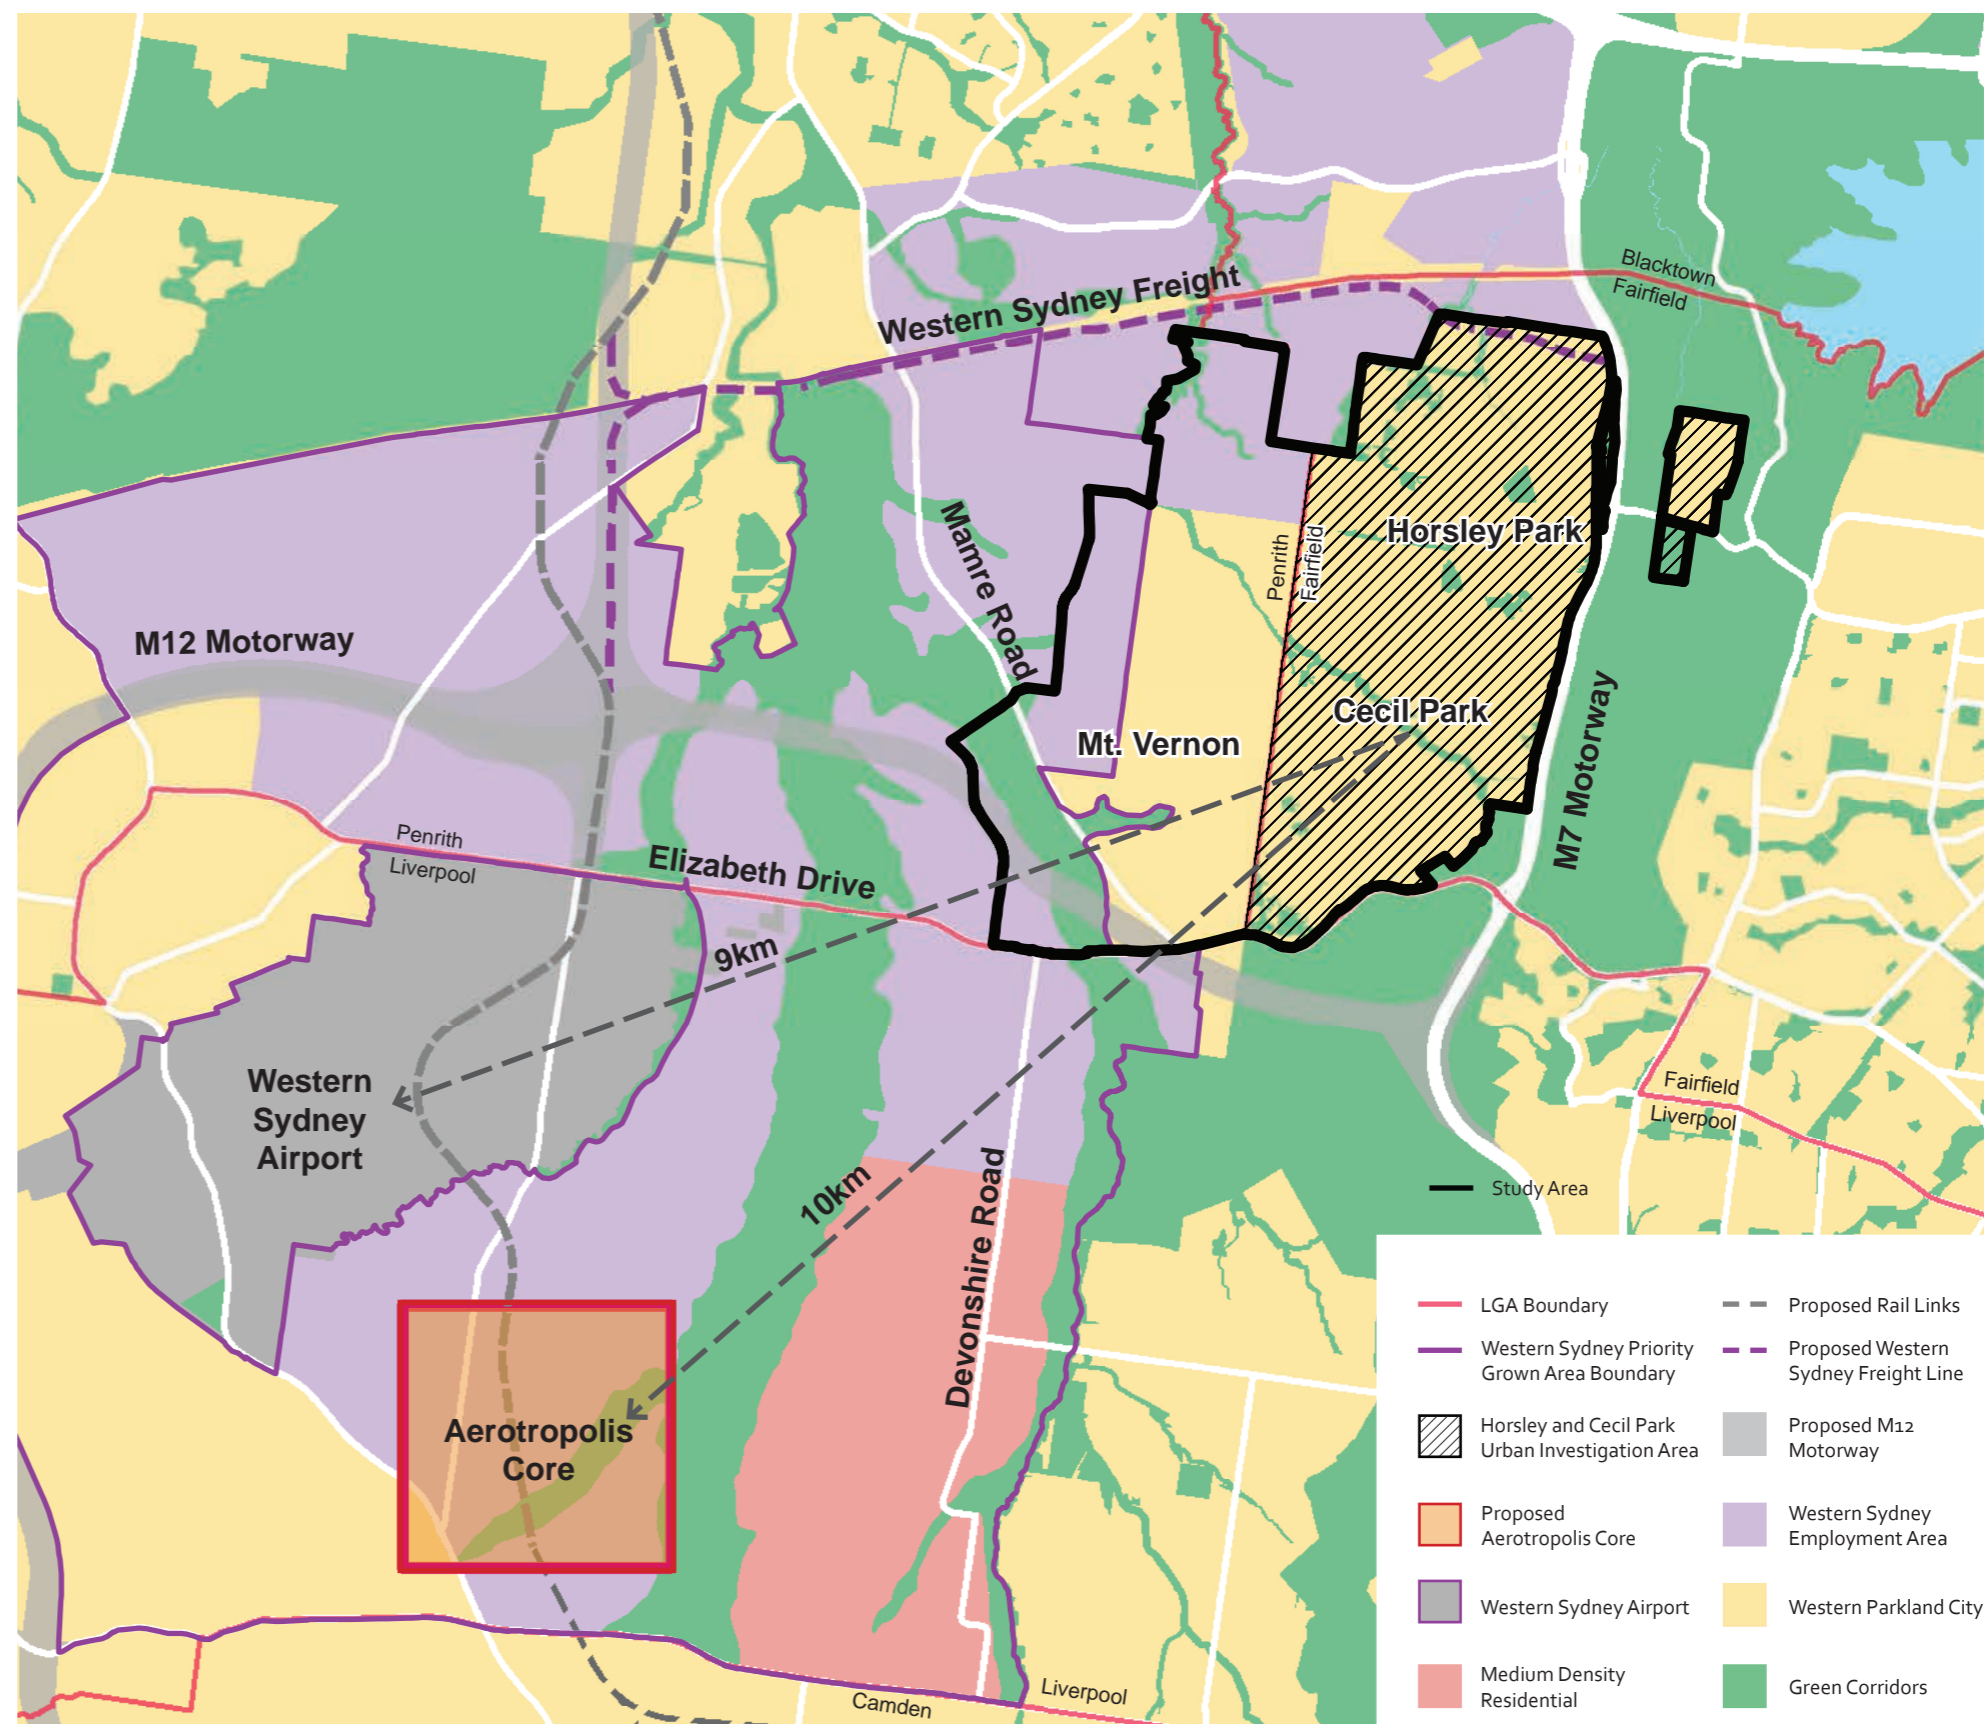 Blacktown
Fairfield
Western Sydney Freight
Horsley Park
Mamre Road
Penrith
Fairfield
M12 Motorway
Cecil Park
Mt. Vernon
M7 Motorway
Penrith
Liverpool
Elizabeth Drive
9km
Western
Sydney
Airport
Fairfield
Liverpool
10km
Devonshire Road
Aerotropolis
Core
Camden
Liverpool
Study Area
LGA Boundary
Western Sydney Priority
Grown Area Boundary
Horsley and Cecil Park
Urban Investigation Area
Proposed
Aerotropolis Core
Western Sydney Airport
Medium Density
Residential
Proposed Rail Links
Proposed Western
Sydney Freight Line
Proposed M12
Motorway
Western Sydney
Employment Area
Western Parkland City
Green Corridors